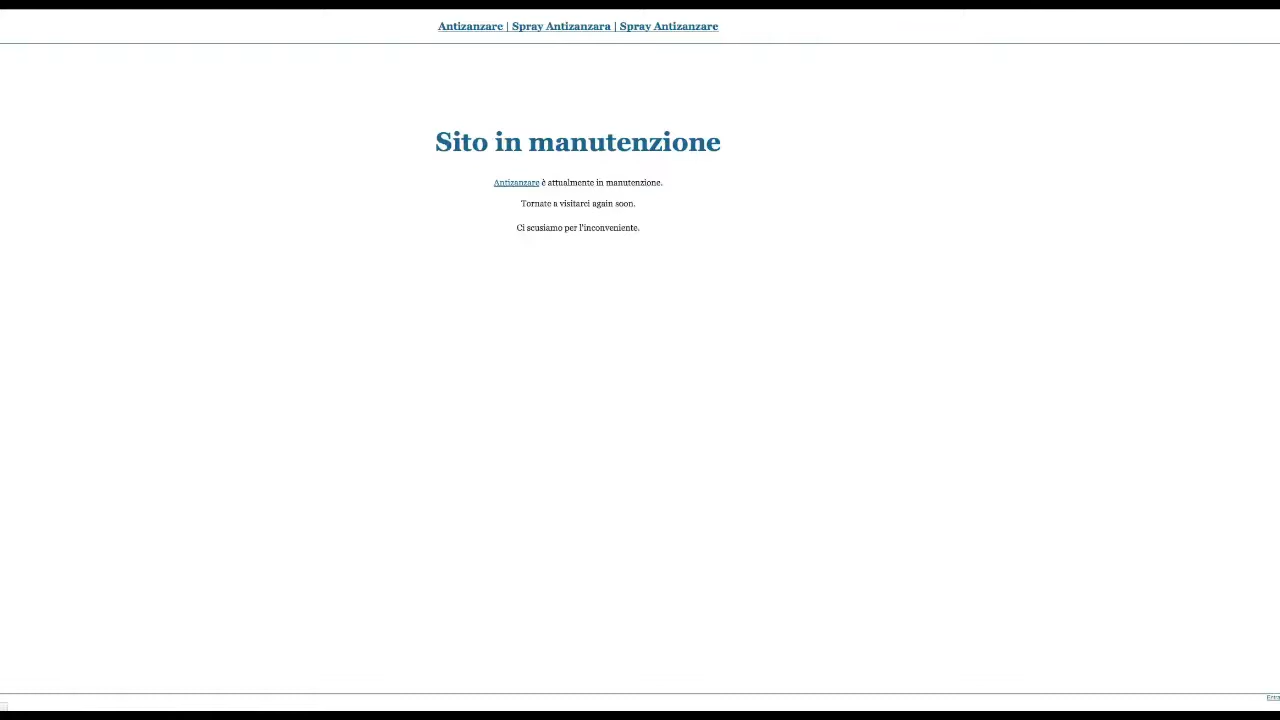 Antizanzare | Spray Antizanzara | Spray Antizanzare
Sito in manutenzione
Antizanzare è attualmente in manutenzione.
Tornate a visitarci again soon.
Ci scusiamo per l'inconveniente.